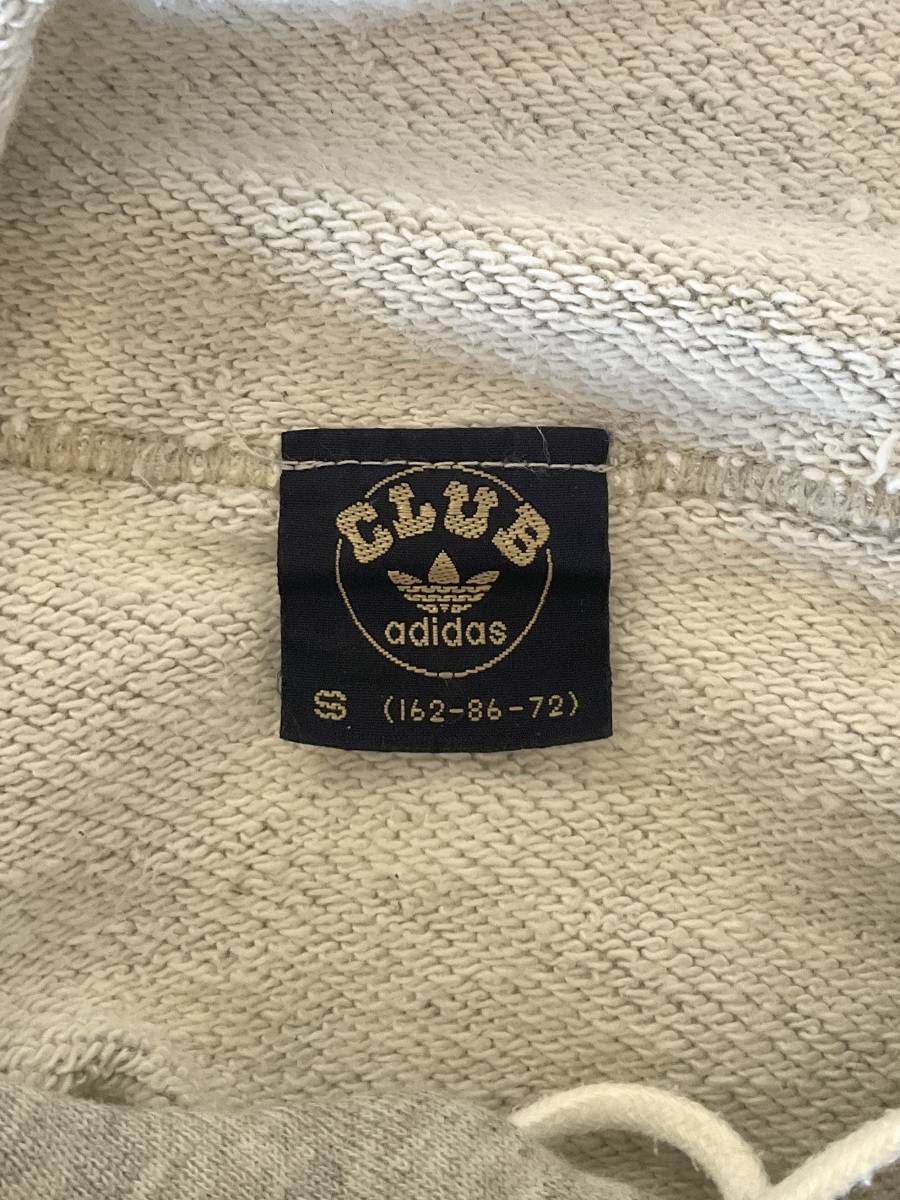 CLUB
adidas
S (162-86-72)